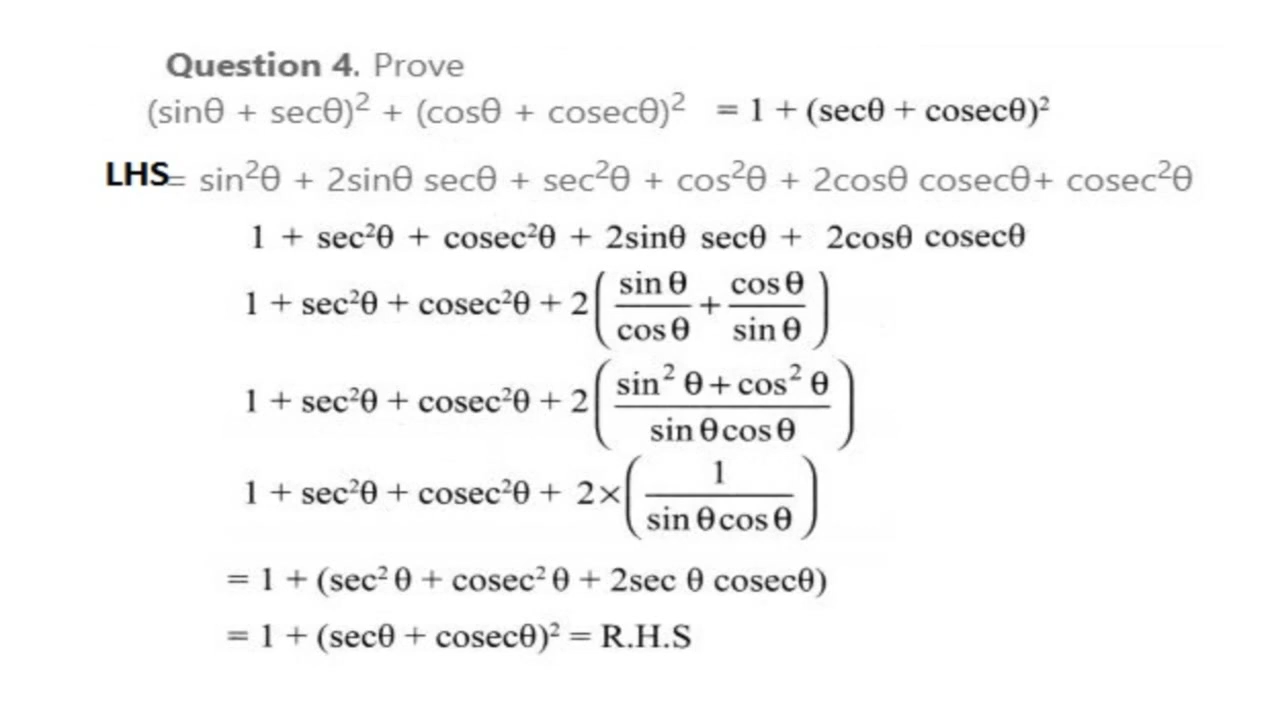 Question 4. Prove
(sinθ + secθ)² + (cosθ + cosecθ)² = 1 + (secθ + cosecθ)²
LHS= sin²θ + 2sinθ secθ + sec²θ + cos²θ + 2cosθ cosecθ+ cosec²θ
1 + sec²θ + cosec²θ + 2sinθ secθ + 2cosθ cosecθ
1 + sec²θ + cosec²θ + 2(sin θ/cos θ + cos θ/sin θ)
1 + sec²θ + cosec²θ + 2(sin² θ+cos² θ/sin θ cos θ)
1 + sec²θ + cosec²θ + 2×(1/sin θ cos θ)
= 1 + (sec² θ + cosec² θ + 2sec θ cosecθ)
= 1 + (secθ + cosecθ)² = R.H.S